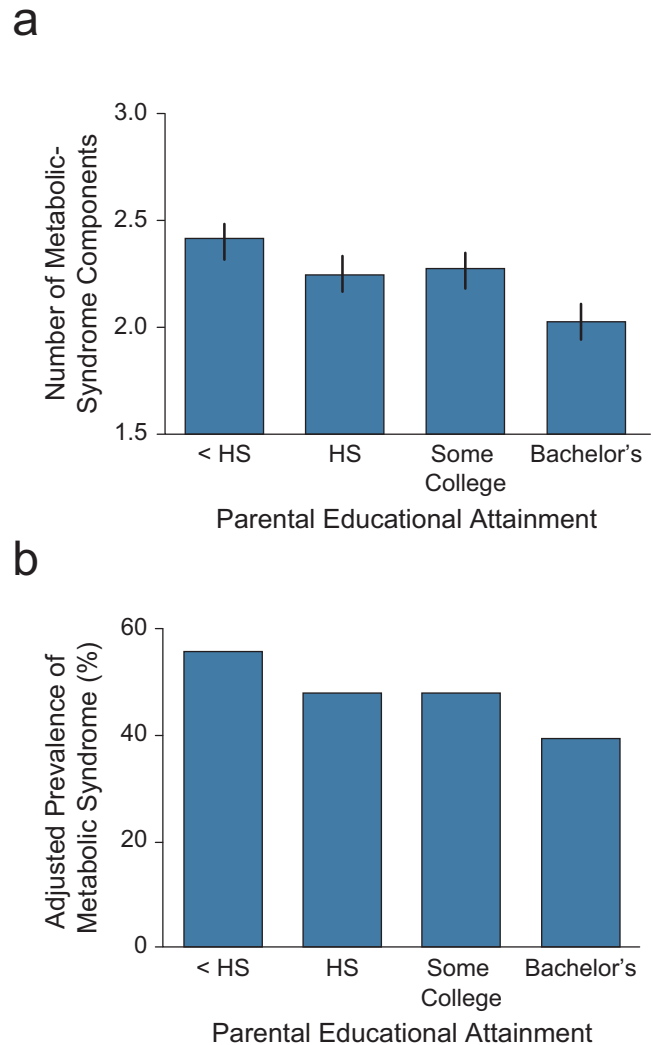 a
Number of Metabolic-
Syndrome Components
3.0
2.5
2.0
1.5
< HS
HS
Some
College
Bachelor’s
Parental Educational Attainment
b
Adjusted Prevalence of
Metabolic Syndrome (%)
60
40
20
0
< HS
HS
Some
College
Bachelor’s
Parental Educational Attainment